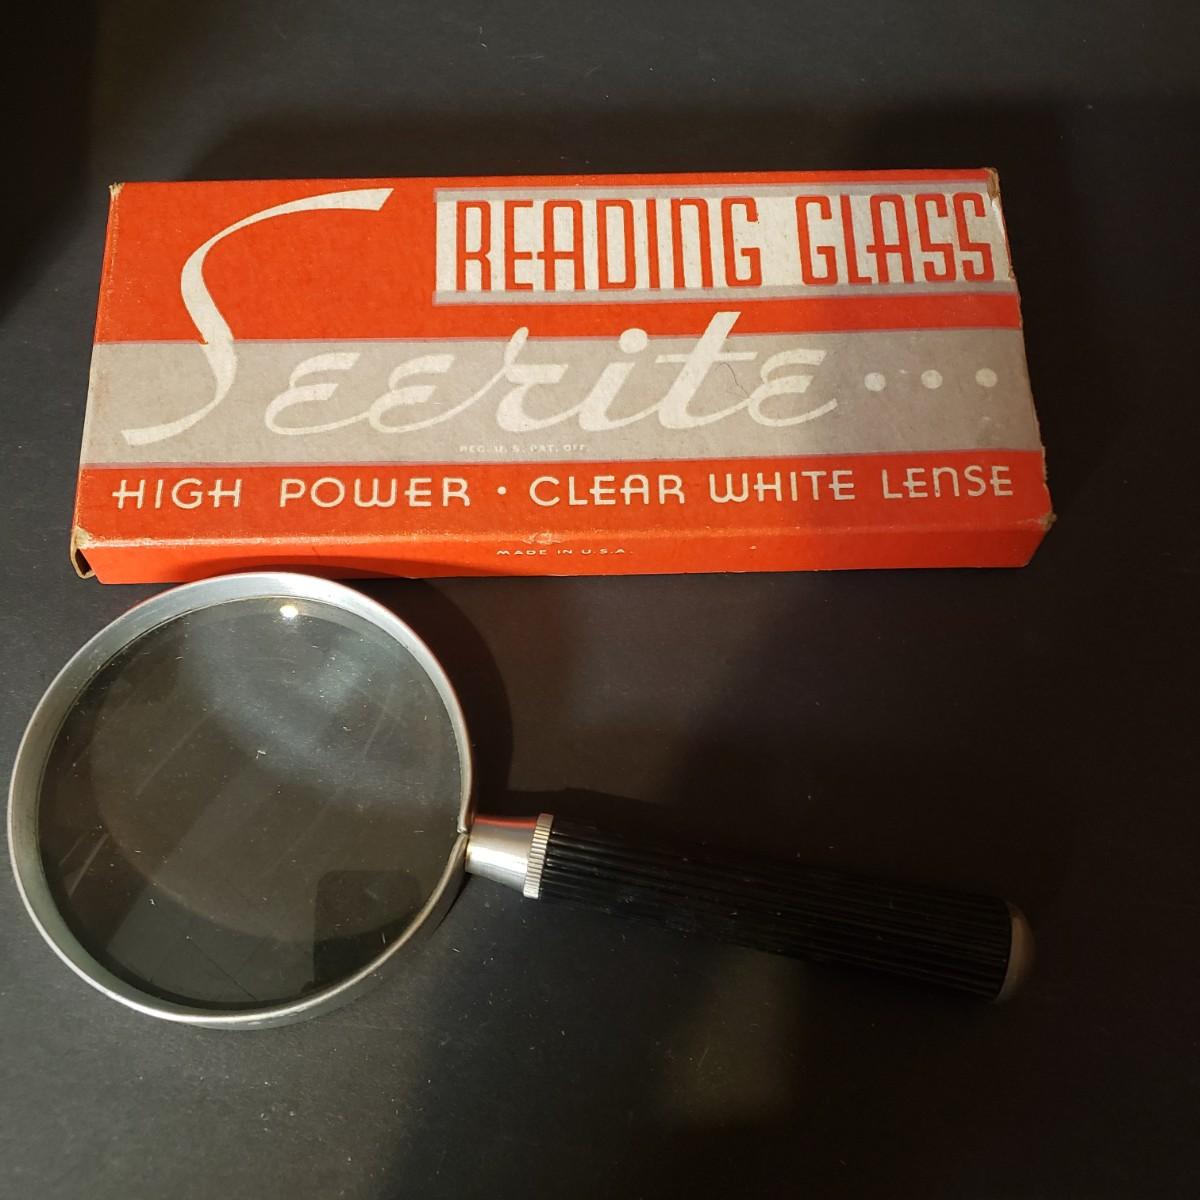 READING GLASS
Seerite...
REG. U. S. PAT. OFF.
HIGH POWER · CLEAR WHITE LENSE
MADE IN U.S.A.